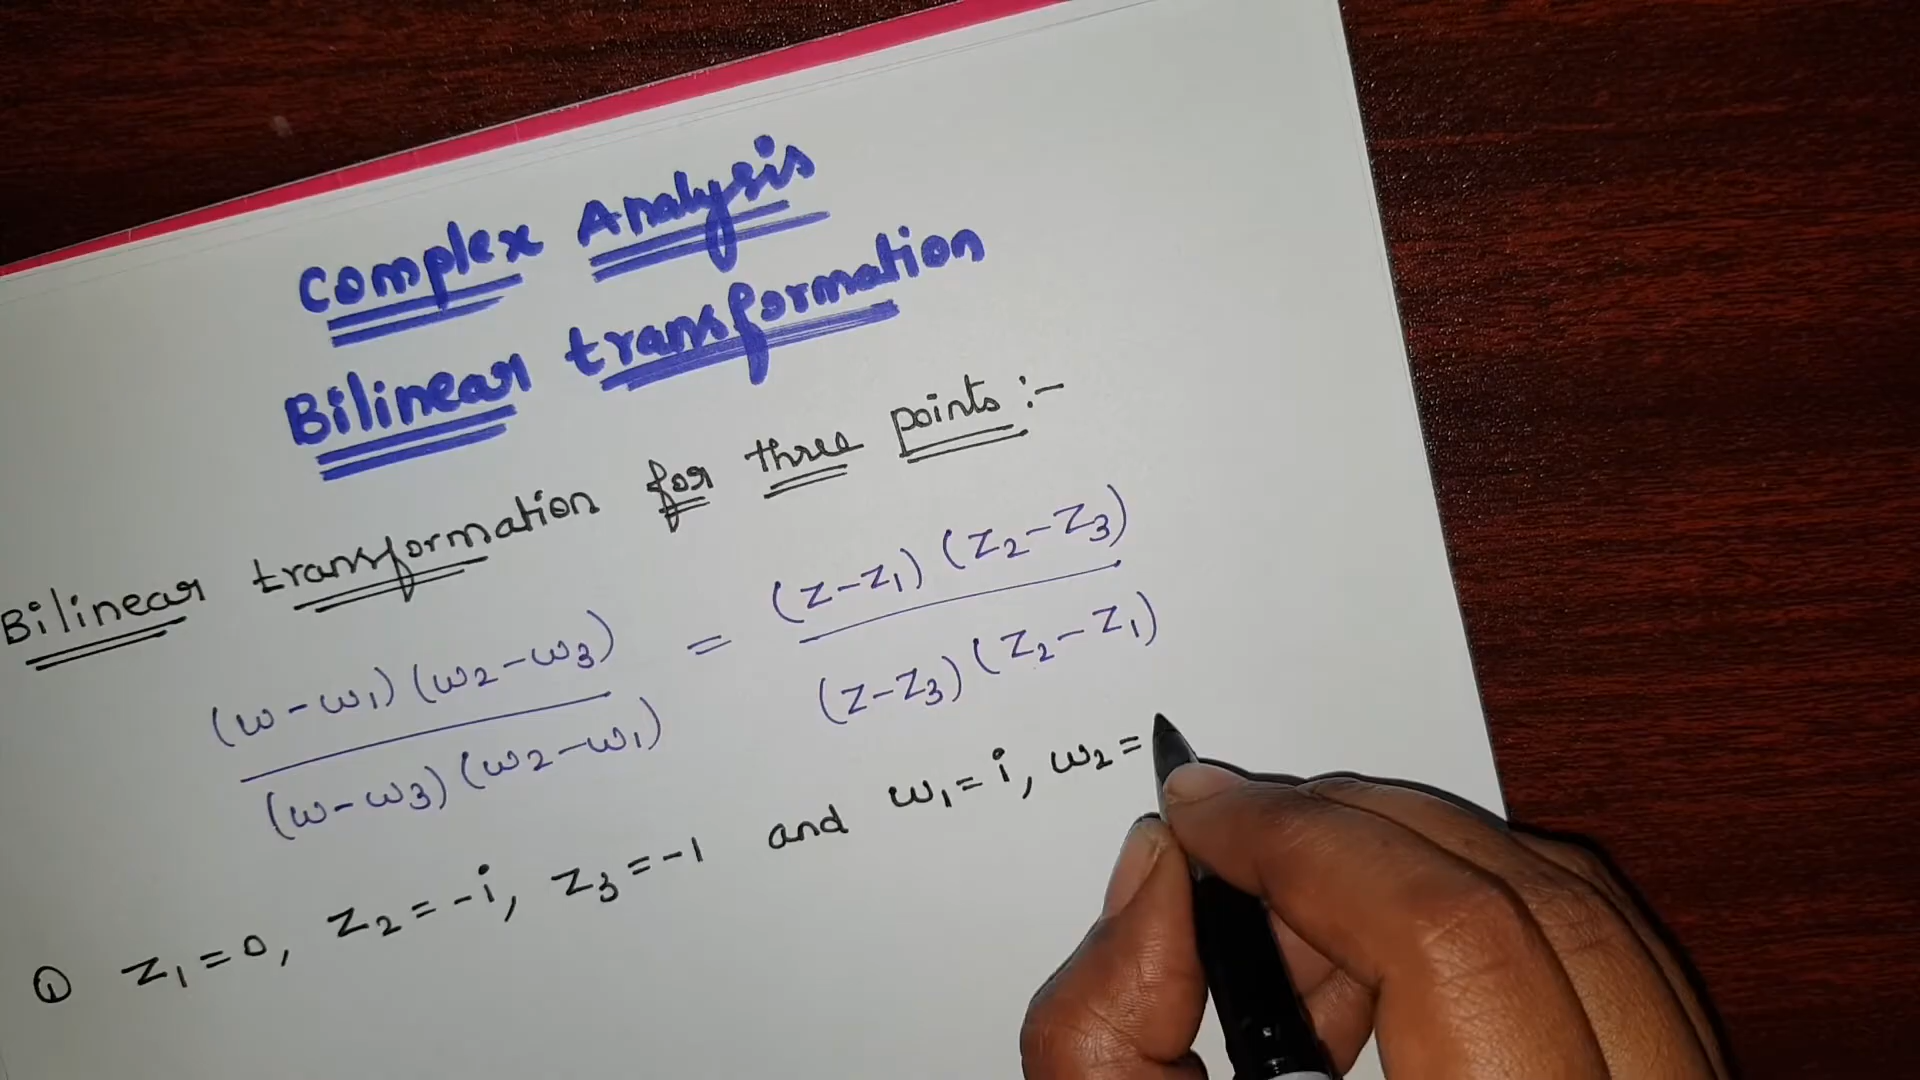 Complex Analysis
Bilinear transformation
Bilinear transformation for three points:-
(w-w₁)(w₂-w₃) / (w-w₃)(w₂-w₁) = (z-z₁)(z₂-z₃) / (z-z₃)(z₂-z₁)
① z₁=0, z₂=-i, z₃=-1 and w₁=i, w₂=